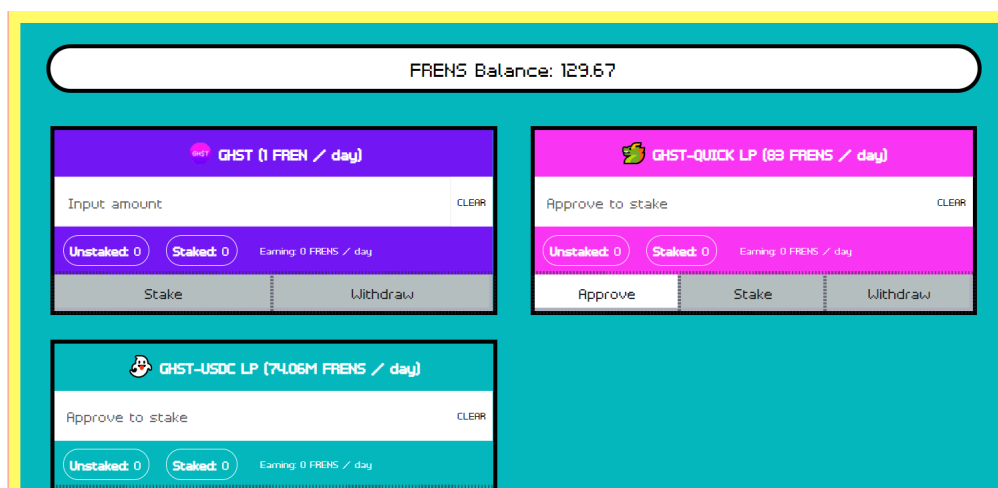 FRENS Balance: 129.67
GHST GHST (1 FREN / day)
Input amount CLEAR
Unstaked: 0 Staked: 0 Earning: 0 FRENS / day
Stake Withdraw
GHST-QUICK LP (83 FRENS / day)
Approve to stake CLEAR
Unstaked: 0 Staked: 0 Earning: 0 FRENS / day
Approve Stake Withdraw
GHST-USDC LP (74.06M FRENS / day)
Approve to stake CLEAR
Unstaked: 0 Staked: 0 Earning: 0 FRENS / day